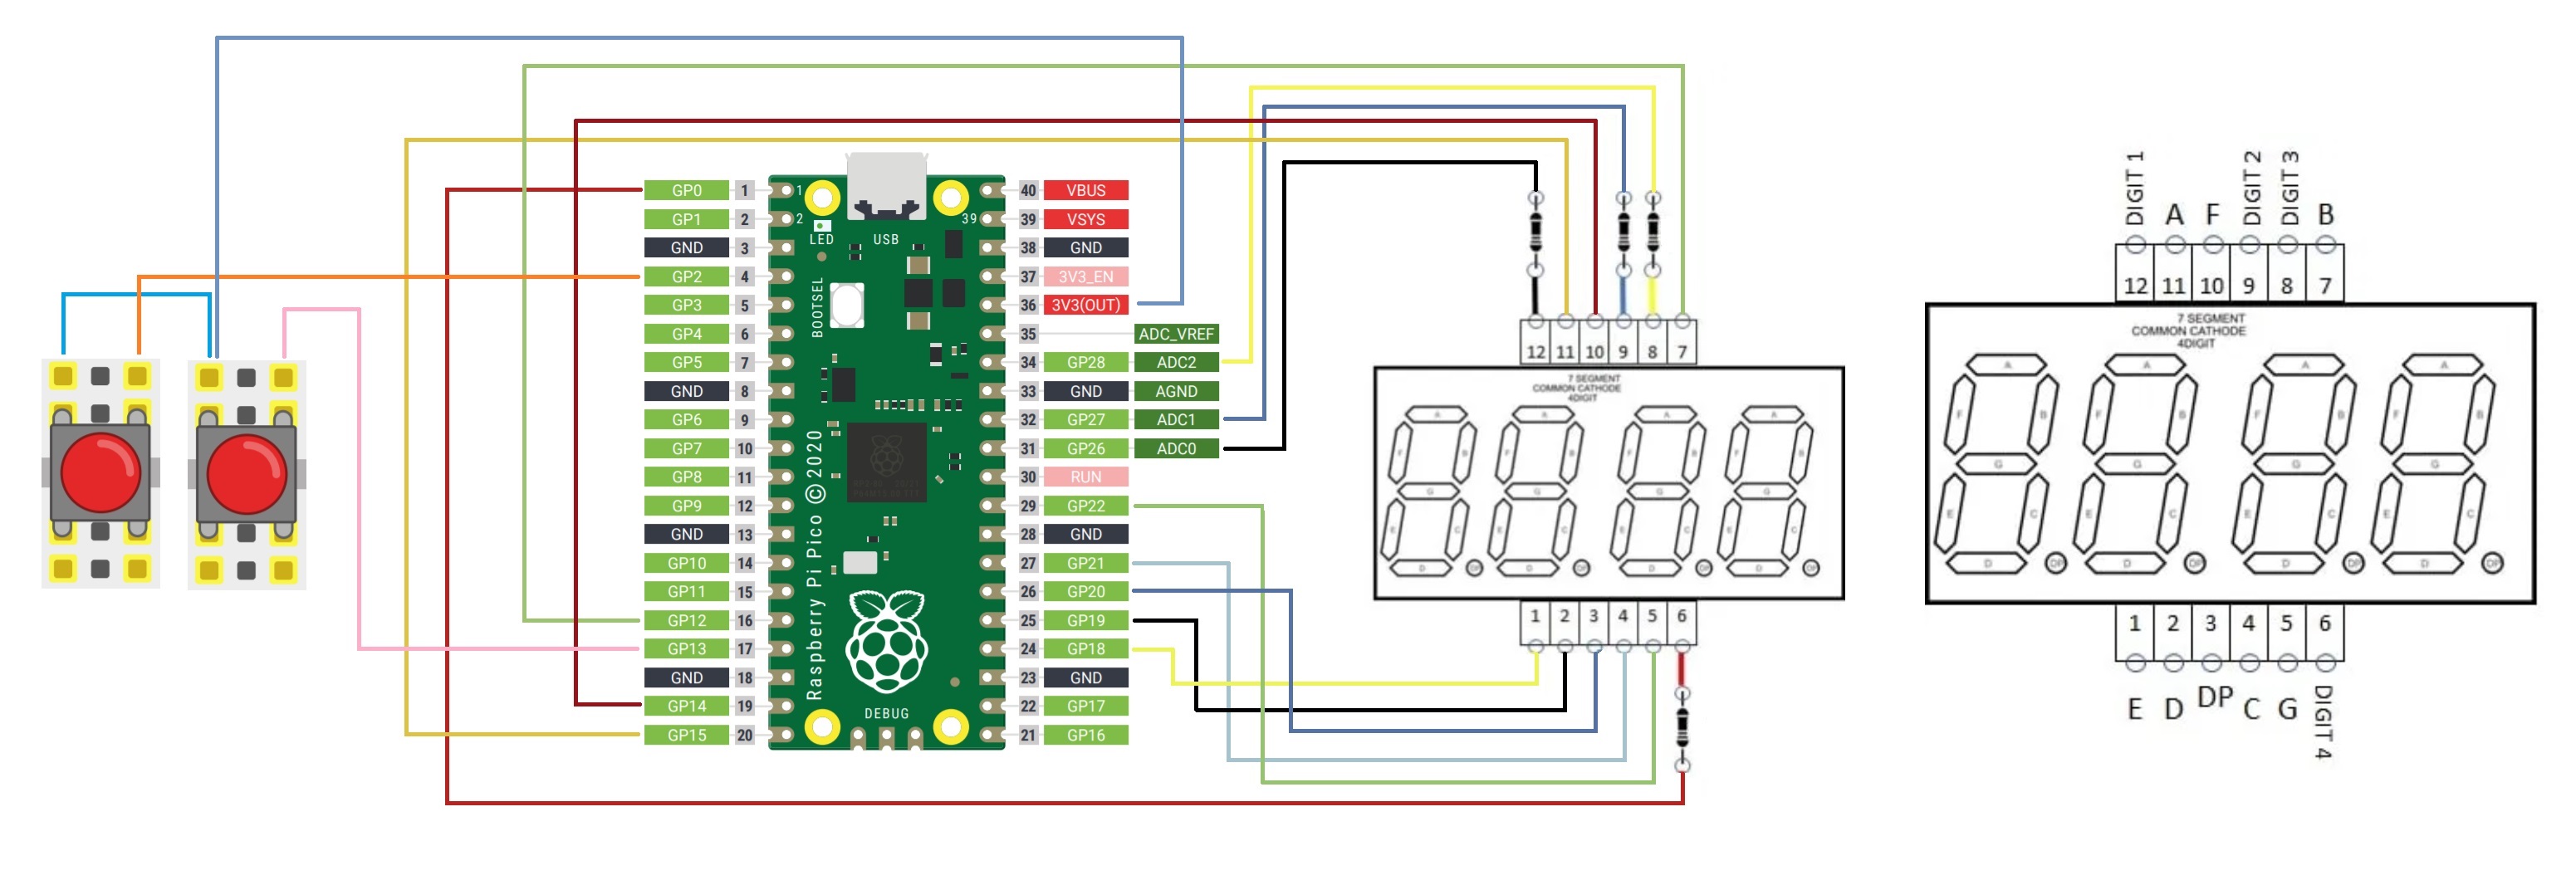 GP0 1 1 40 VBUS
GP1 2 2 39 39 VSYS
LED USB
GND 3 38 GND
GP2 4 37 3V3_EN
GP3 5 36 3V3(OUT)
BOOTSEL
GP4 6 35 ADC_VREF
GP5 7 34 GP28 ADC2
GND 8 33 GND AGND
GP6 9 32 GP27 ADC1
GP7 10 31 GP26 ADC0
GP8 11 30 RUN
GP9 12 29 GP22
GND 13 28 GND
GP10 14 27 GP21
GP11 15 26 GP20
GP12 16 25 GP19
GP13 17 24 GP18
GND 18 23 GND
GP14 19 22 GP17
GP15 20 21 GP16
Raspberry Pi Pico © 2020
DEBUG
12 11 10 9 8 7
7 SEGMENT
COMMON CATHODE
4DIGIT
A A A A
F B F B F B F B
G G G G
E C E C E C E C
D DP D DP D DP D DP
1 2 3 4 5 6
DIGIT 1 A F DIGIT 2 DIGIT 3 B
12 11 10 9 8 7
7 SEGMENT
COMMON CATHODE
4DIGIT
A A A A
F B F B F B F B
G G G G
E C E C E C E C
D DP D DP D DP D DP
1 2 3 4 5 6
E D DP C G DIGIT 4